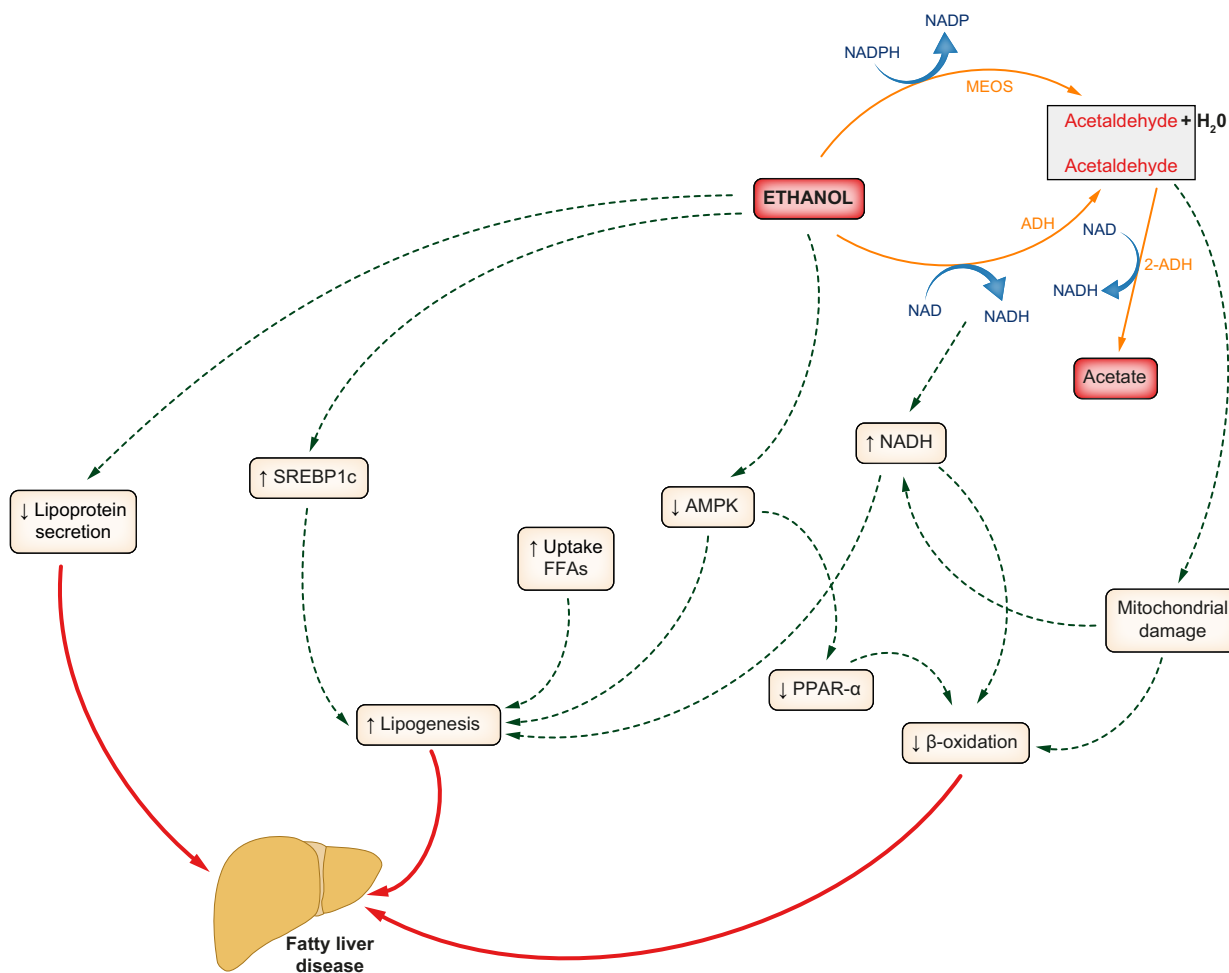 NADP
NADPH
MEOS
Acetaldehyde + H₂0
Acetaldehyde
ETHANOL
ADH
NAD
2-ADH
NADH
NAD
NADH
Acetate
↑ NADH
↑ SREBP1c
↓ Lipoprotein
secretion
↓ AMPK
↑ Uptake
FFAs
Mitochondrial
damage
↓ PPAR-α
↑ Lipogenesis
↓ β-oxidation
Fatty liver
disease